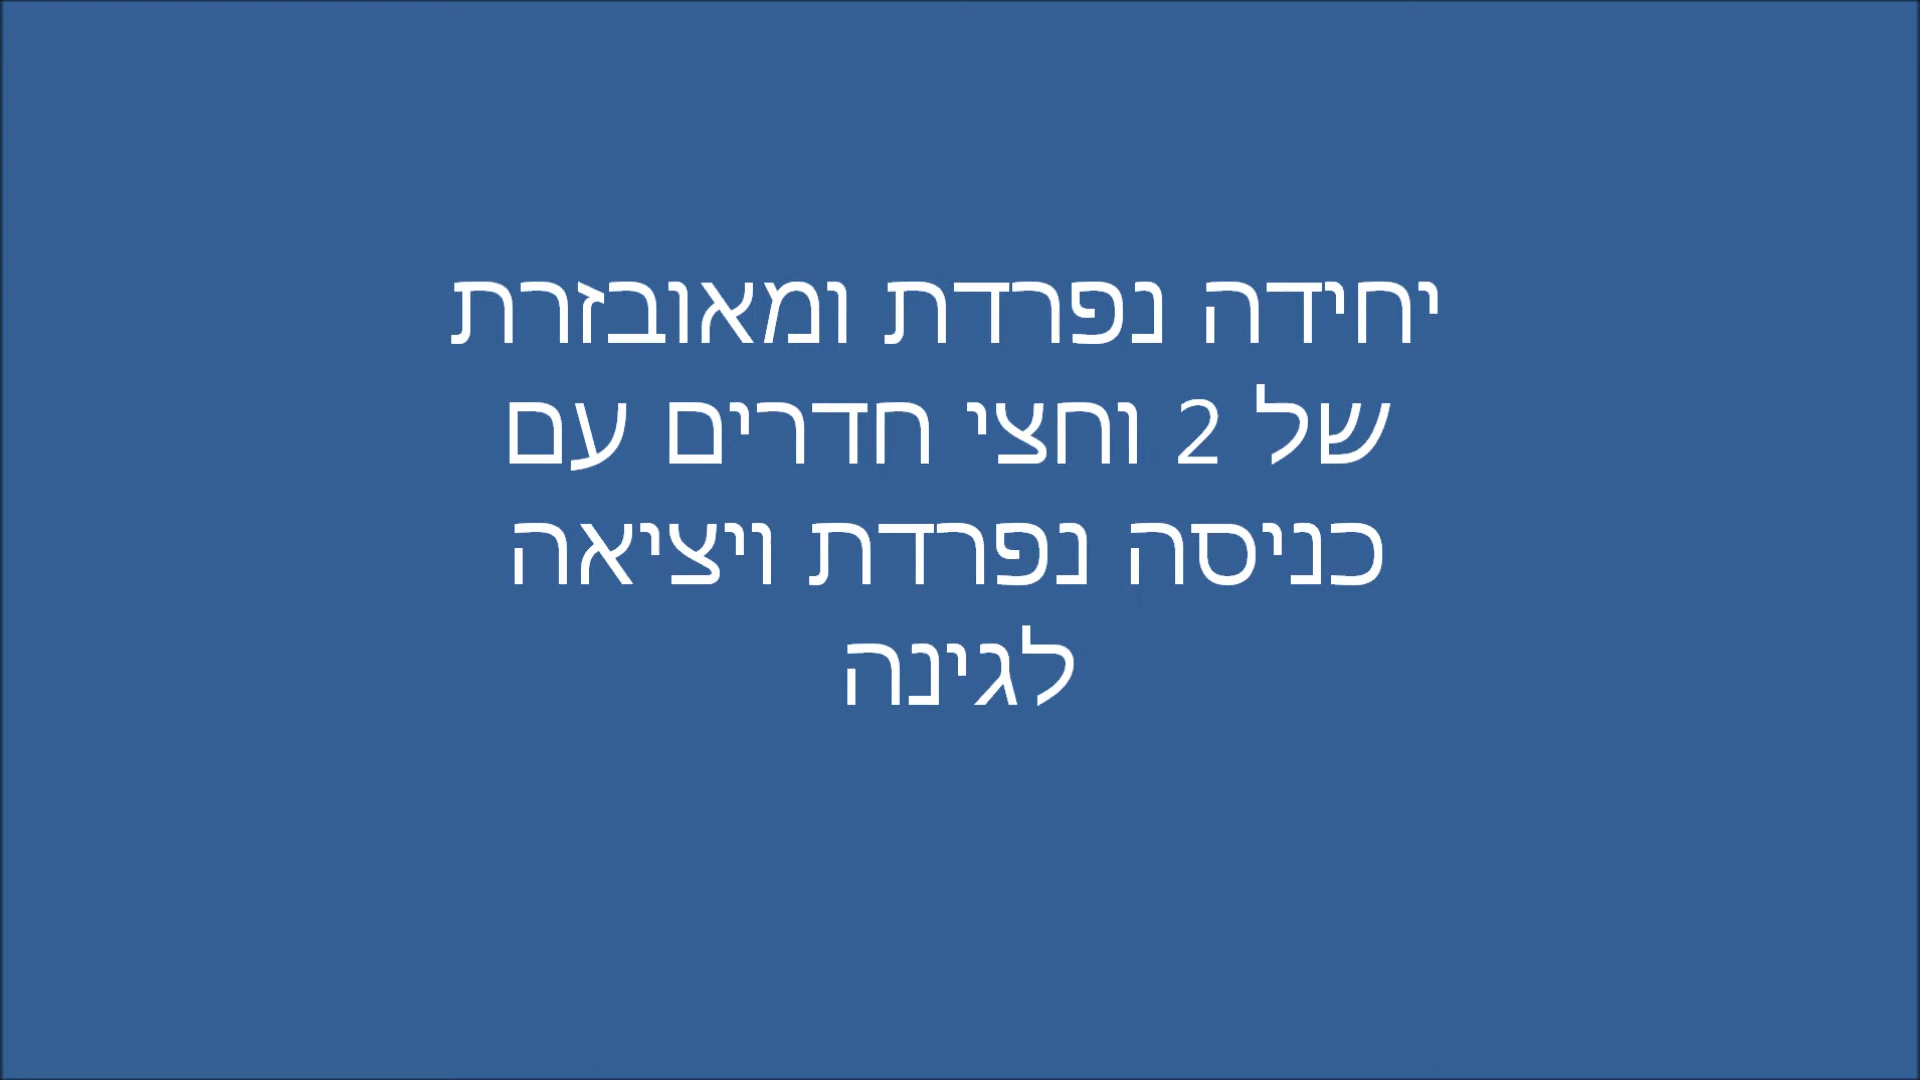 יחידה נפרדת ומאובזרת
של 2 וחצי חדרים עם
כניסה נפרדת ויציאה
לגינה